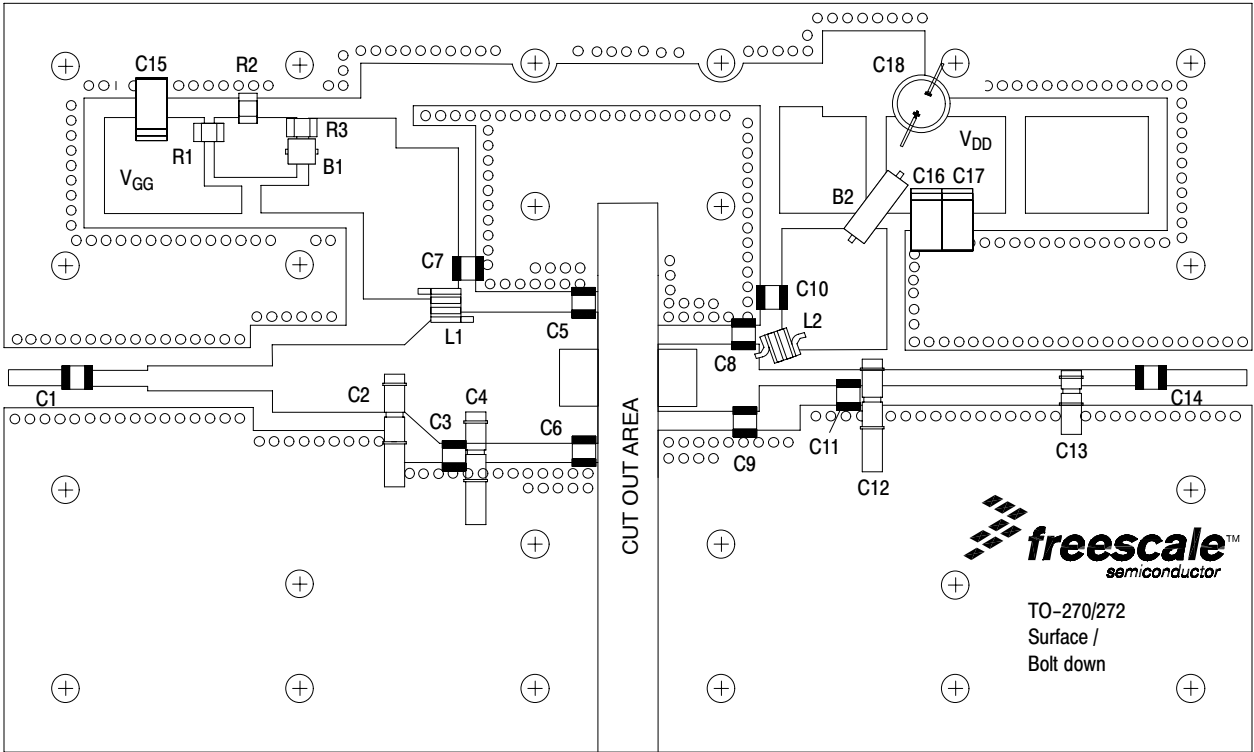 C15
R2
C18
R3
R1
B1
V_DD
V_GG
C16 C17
B2
C7
C10
L2
C5
L1
C8
C1
C2
C4
C14
C3
C6
C11
C9
C13
C12
CUT OUT AREA
freescale™
semiconductor
TO-270/272
Surface /
Bolt down